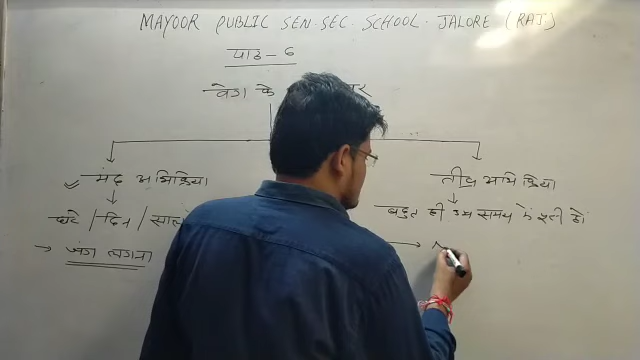 MAYOOR PUBLIC SEN. SEC. SCHOOL. JALORE (RAJ)
पाठ - 6
वेग के
मंद अभिक्रिया
तीव्र अभिक्रिया
घंटे / दिन / साल
बहुत ही कम समय में होती हो
→ जंग लगना